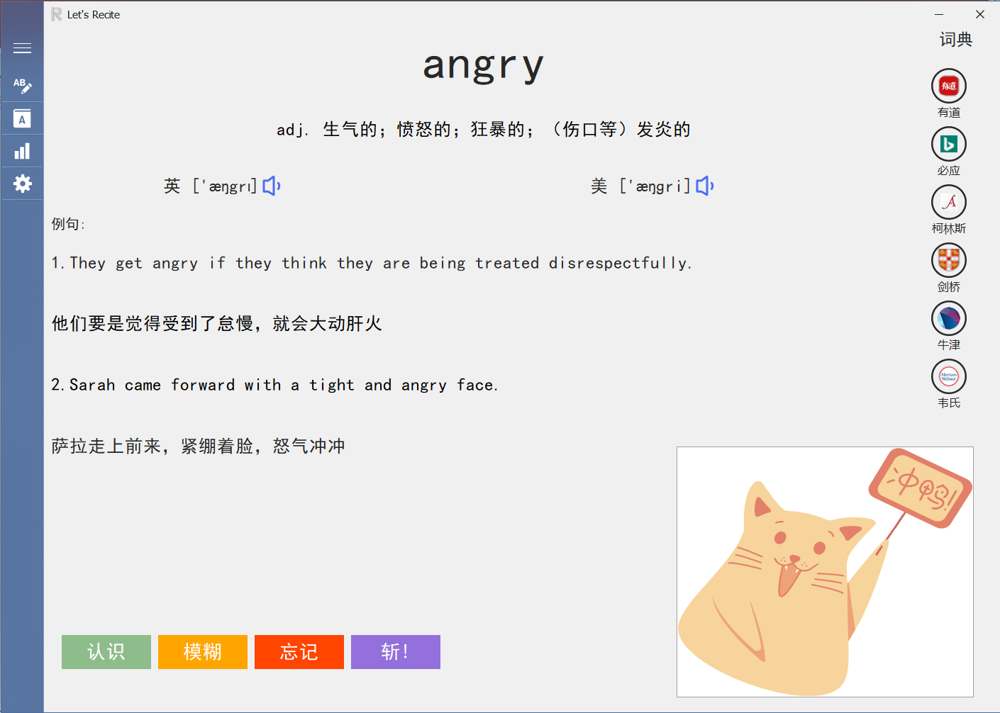 Let's Recite
词典
angry
adj. 生气的；愤怒的；狂暴的；（伤口等）发炎的
英 ['æŋgrɪ]
美 ['æŋɡri]
例句:
1.They get angry if they think they are being treated disrespectfully.
他们要是觉得受到了怠慢，就会大动肝火
2.Sarah came forward with a tight and angry face.
萨拉走上前来，紧绷着脸，怒气冲冲
有道
有道
必应
柯林斯
剑桥
牛津
Merriam-
Webster
韦氏
冲鸭!
认识
模糊
忘记
斩!
AB
A
A